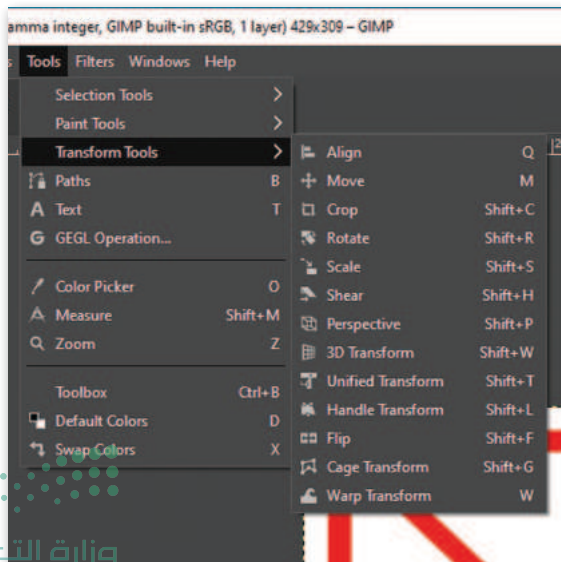 amma integer, GIMP built-in sRGB, 1 layer) 429x309 – GIMP
s Tools Filters Windows Help
Selection Tools >
Paint Tools >
Transform Tools >
Paths B
Text T
GEGL Operation...
Color Picker O
Measure Shift+M
Zoom Z
Toolbox Ctrl+B
Default Colors D
Swap Colors X
Align Q
Move M
Crop Shift+C
Rotate Shift+R
Scale Shift+S
Shear Shift+H
Perspective Shift+P
3D Transform Shift+W
Unified Transform Shift+T
Handle Transform Shift+L
Flip Shift+F
Cage Transform Shift+G
Warp Transform W
2
وزارة التـ